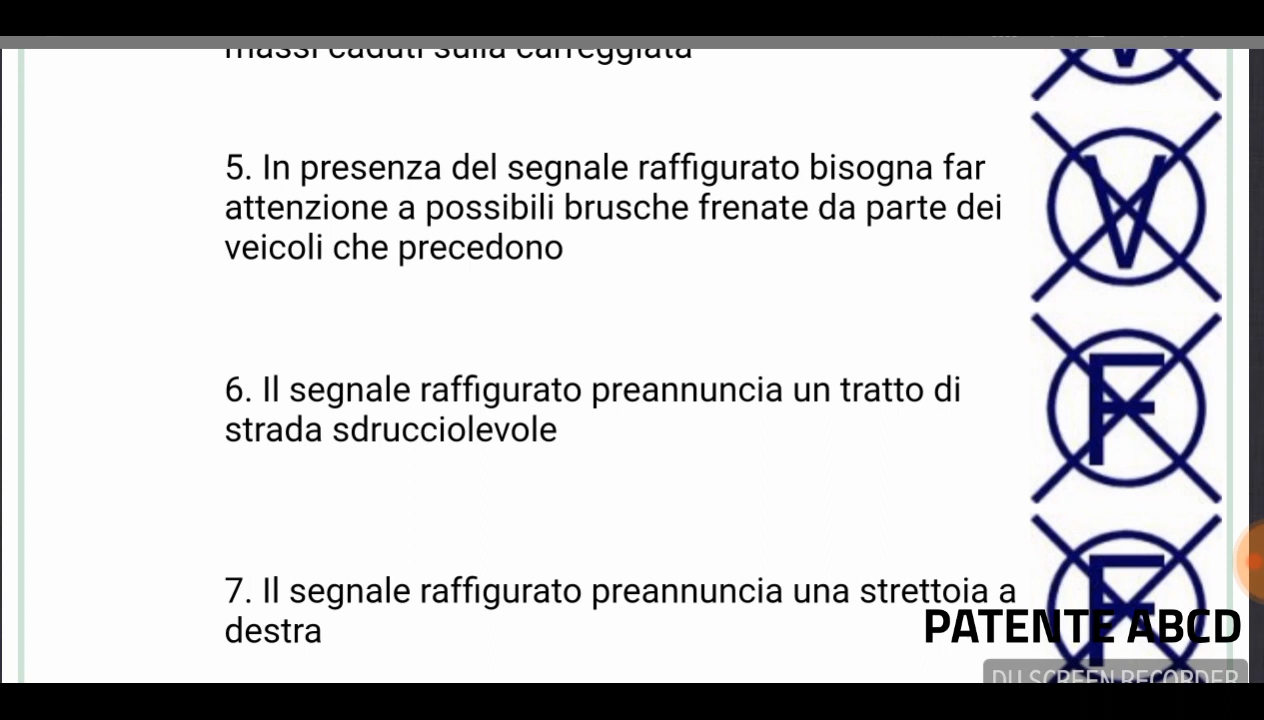 massi caduti sulla carreggiata
V
5. In presenza del segnale raffigurato bisogna far
attenzione a possibili brusche frenate da parte dei
veicoli che precedono
V
6. Il segnale raffigurato preannuncia un tratto di
strada sdrucciolevole
F
7. Il segnale raffigurato preannuncia una strettoia a
destra
F
PATENTE ABCD
DU SCREEN RECORDER